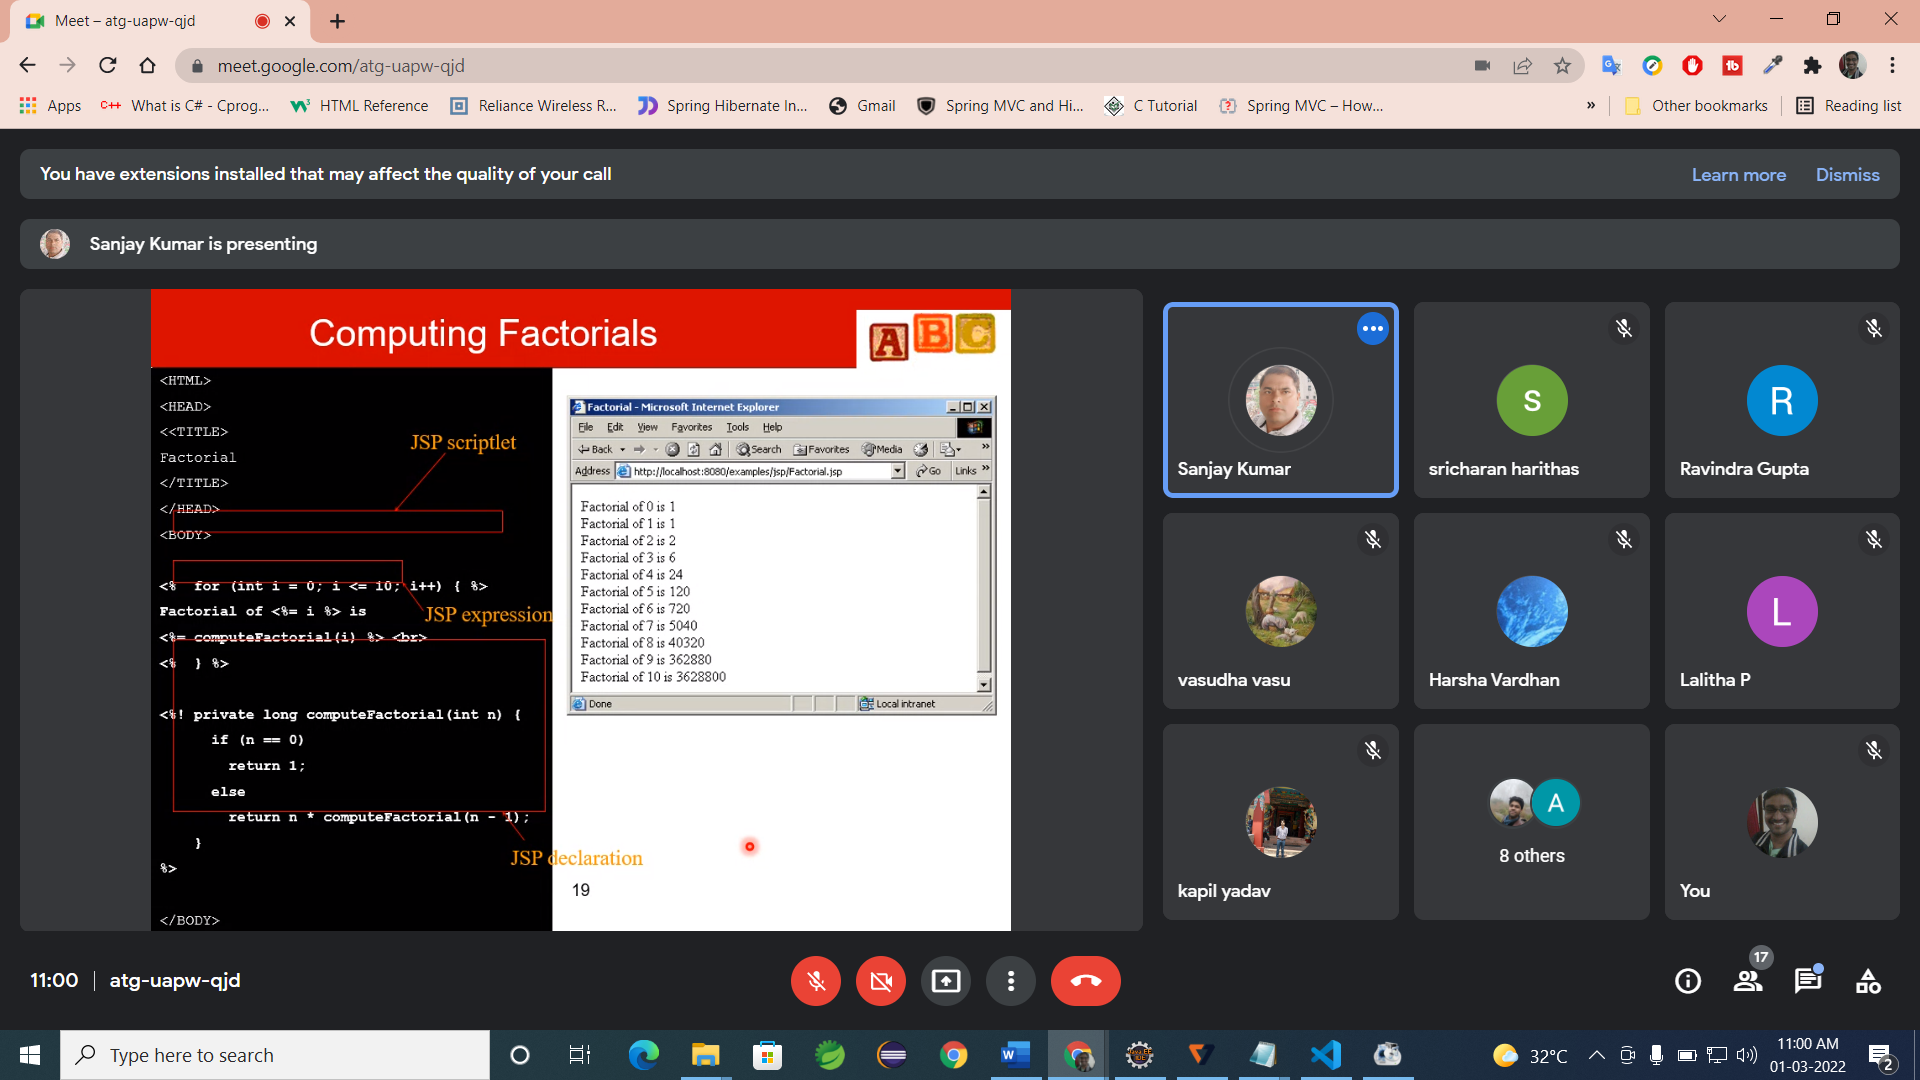 Meet – atg-uapw-qjd
meet.google.com/atg-uapw-qjd
Apps
C++ What is C# - Cprog...
HTML Reference
Reliance Wireless R...
Spring Hibernate In...
Gmail
Spring MVC and Hi...
C Tutorial
Spring MVC – How...
»
Other bookmarks
Reading list
You have extensions installed that may affect the quality of your call
Learn more
Dismiss
Sanjay Kumar is presenting
Computing Factorials
A B C
<HTML>
<HEAD>
<<TITLE>
Factorial
</TITLE>
</HEAD>
<BODY>
<% for (int i = 0; i <= 10; i++) { %>
Factorial of <%= i %> is
<%= computeFactorial(i) %> <br>
<% } %>
<%! private long computeFactorial(int n) {
if (n == 0)
return 1;
else
return n * computeFactorial(n - 1);
}
%>
</BODY>
JSP scriptlet
JSP expression
JSP declaration
Factorial - Microsoft Internet Explorer
File Edit View Favorites Tools Help
Back Search Favorites Media »
Address http://localhost:8080/examples/jsp/Factorial.jsp Go Links »
Factorial of 0 is 1
Factorial of 1 is 1
Factorial of 2 is 2
Factorial of 3 is 6
Factorial of 4 is 24
Factorial of 5 is 120
Factorial of 6 is 720
Factorial of 7 is 5040
Factorial of 8 is 40320
Factorial of 9 is 362880
Factorial of 10 is 3628800
Done
Local intranet
19
Sanjay Kumar
S
sricharan harithas
R
Ravindra Gupta
vasudha vasu
Harsha Vardhan
L
Lalitha P
kapil yadav
A
8 others
You
11:00 | atg-uapw-qjd
17
Type here to search
32°C
11:00 AM
01-03-2022
2